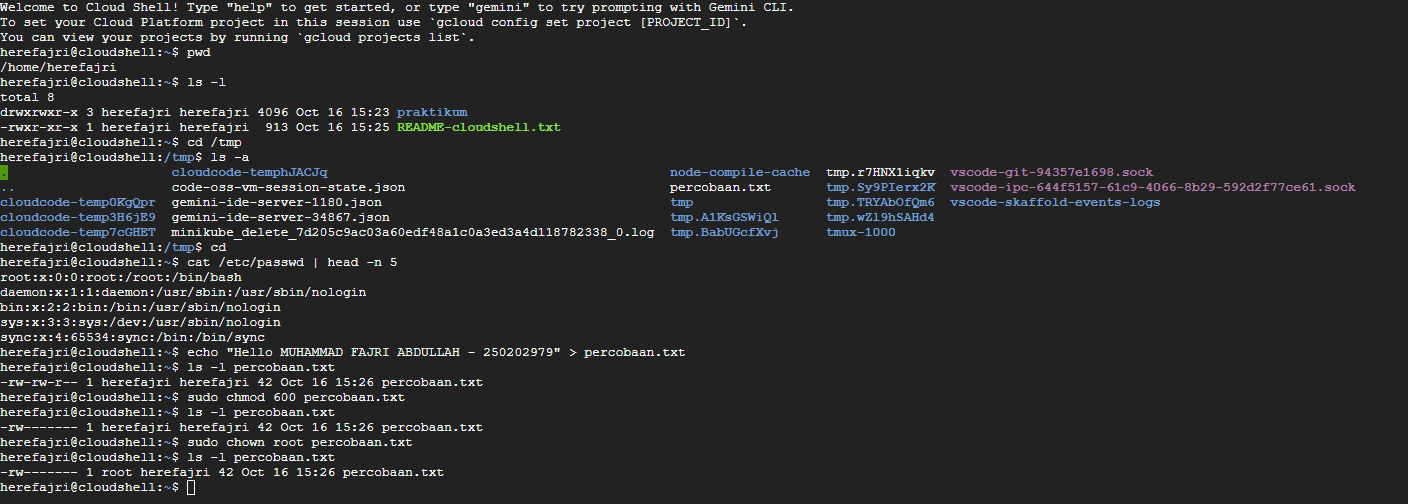 Welcome to Cloud Shell! Type "help" to get started, or type "gemini" to try prompting with Gemini CLI.
To set your Cloud Platform project in this session use `gcloud config set project [PROJECT_ID]`.
You can view your projects by running `gcloud projects list`.
herefajri@cloudshell:~$ pwd
/home/herefajri
herefajri@cloudshell:~$ ls -l
total 8
drwxrwxr-x 3 herefajri herefajri 4096 Oct 16 15:23 praktikum
-rwxr-xr-x 1 herefajri herefajri  913 Oct 16 15:25 README-cloudshell.txt
herefajri@cloudshell:~$ cd /tmp
herefajri@cloudshell:/tmp$ ls -a
.                     cloudcode-temphJACJq                                          node-compile-cache  tmp.r7HNX1iqkv  vscode-git-94357e1698.sock
..                    code-oss-vm-session-state.json                                percobaan.txt       tmp.Sy9PIerx2K  vscode-ipc-644f5157-61c9-4066-8b29-592d2f77ce61.sock
cloudcode-temp0KgQpr  gemini-ide-server-1180.json                                   tmp                 tmp.TRYAbOfQm6  vscode-skaffold-events-logs
cloudcode-temp3H6jE9  gemini-ide-server-34867.json                                  tmp.A1KsGSWiQl      tmp.wZl9hSAHd4
cloudcode-temp7cGHET  minikube_delete_7d205c9ac03a60edf48a1c0a3ed3a4d118782338_0.log  tmp.BabUGcfXvj      tmux-1000
herefajri@cloudshell:/tmp$ cd
herefajri@cloudshell:~$ cat /etc/passwd | head -n 5
root:x:0:0:root:/root:/bin/bash
daemon:x:1:1:daemon:/usr/sbin:/usr/sbin/nologin
bin:x:2:2:bin:/bin:/usr/sbin/nologin
sys:x:3:3:sys:/dev:/usr/sbin/nologin
sync:x:4:65534:sync:/bin:/bin/sync
herefajri@cloudshell:~$ echo "Hello MUHAMMAD FAJRI ABDULLAH - 250202979" > percobaan.txt
herefajri@cloudshell:~$ ls -l percobaan.txt
-rw-rw-r-- 1 herefajri herefajri 42 Oct 16 15:26 percobaan.txt
herefajri@cloudshell:~$ sudo chmod 600 percobaan.txt
herefajri@cloudshell:~$ ls -l percobaan.txt
-rw------- 1 herefajri herefajri 42 Oct 16 15:26 percobaan.txt
herefajri@cloudshell:~$ sudo chown root percobaan.txt
herefajri@cloudshell:~$ ls -l percobaan.txt
-rw------- 1 root herefajri 42 Oct 16 15:26 percobaan.txt
herefajri@cloudshell:~$